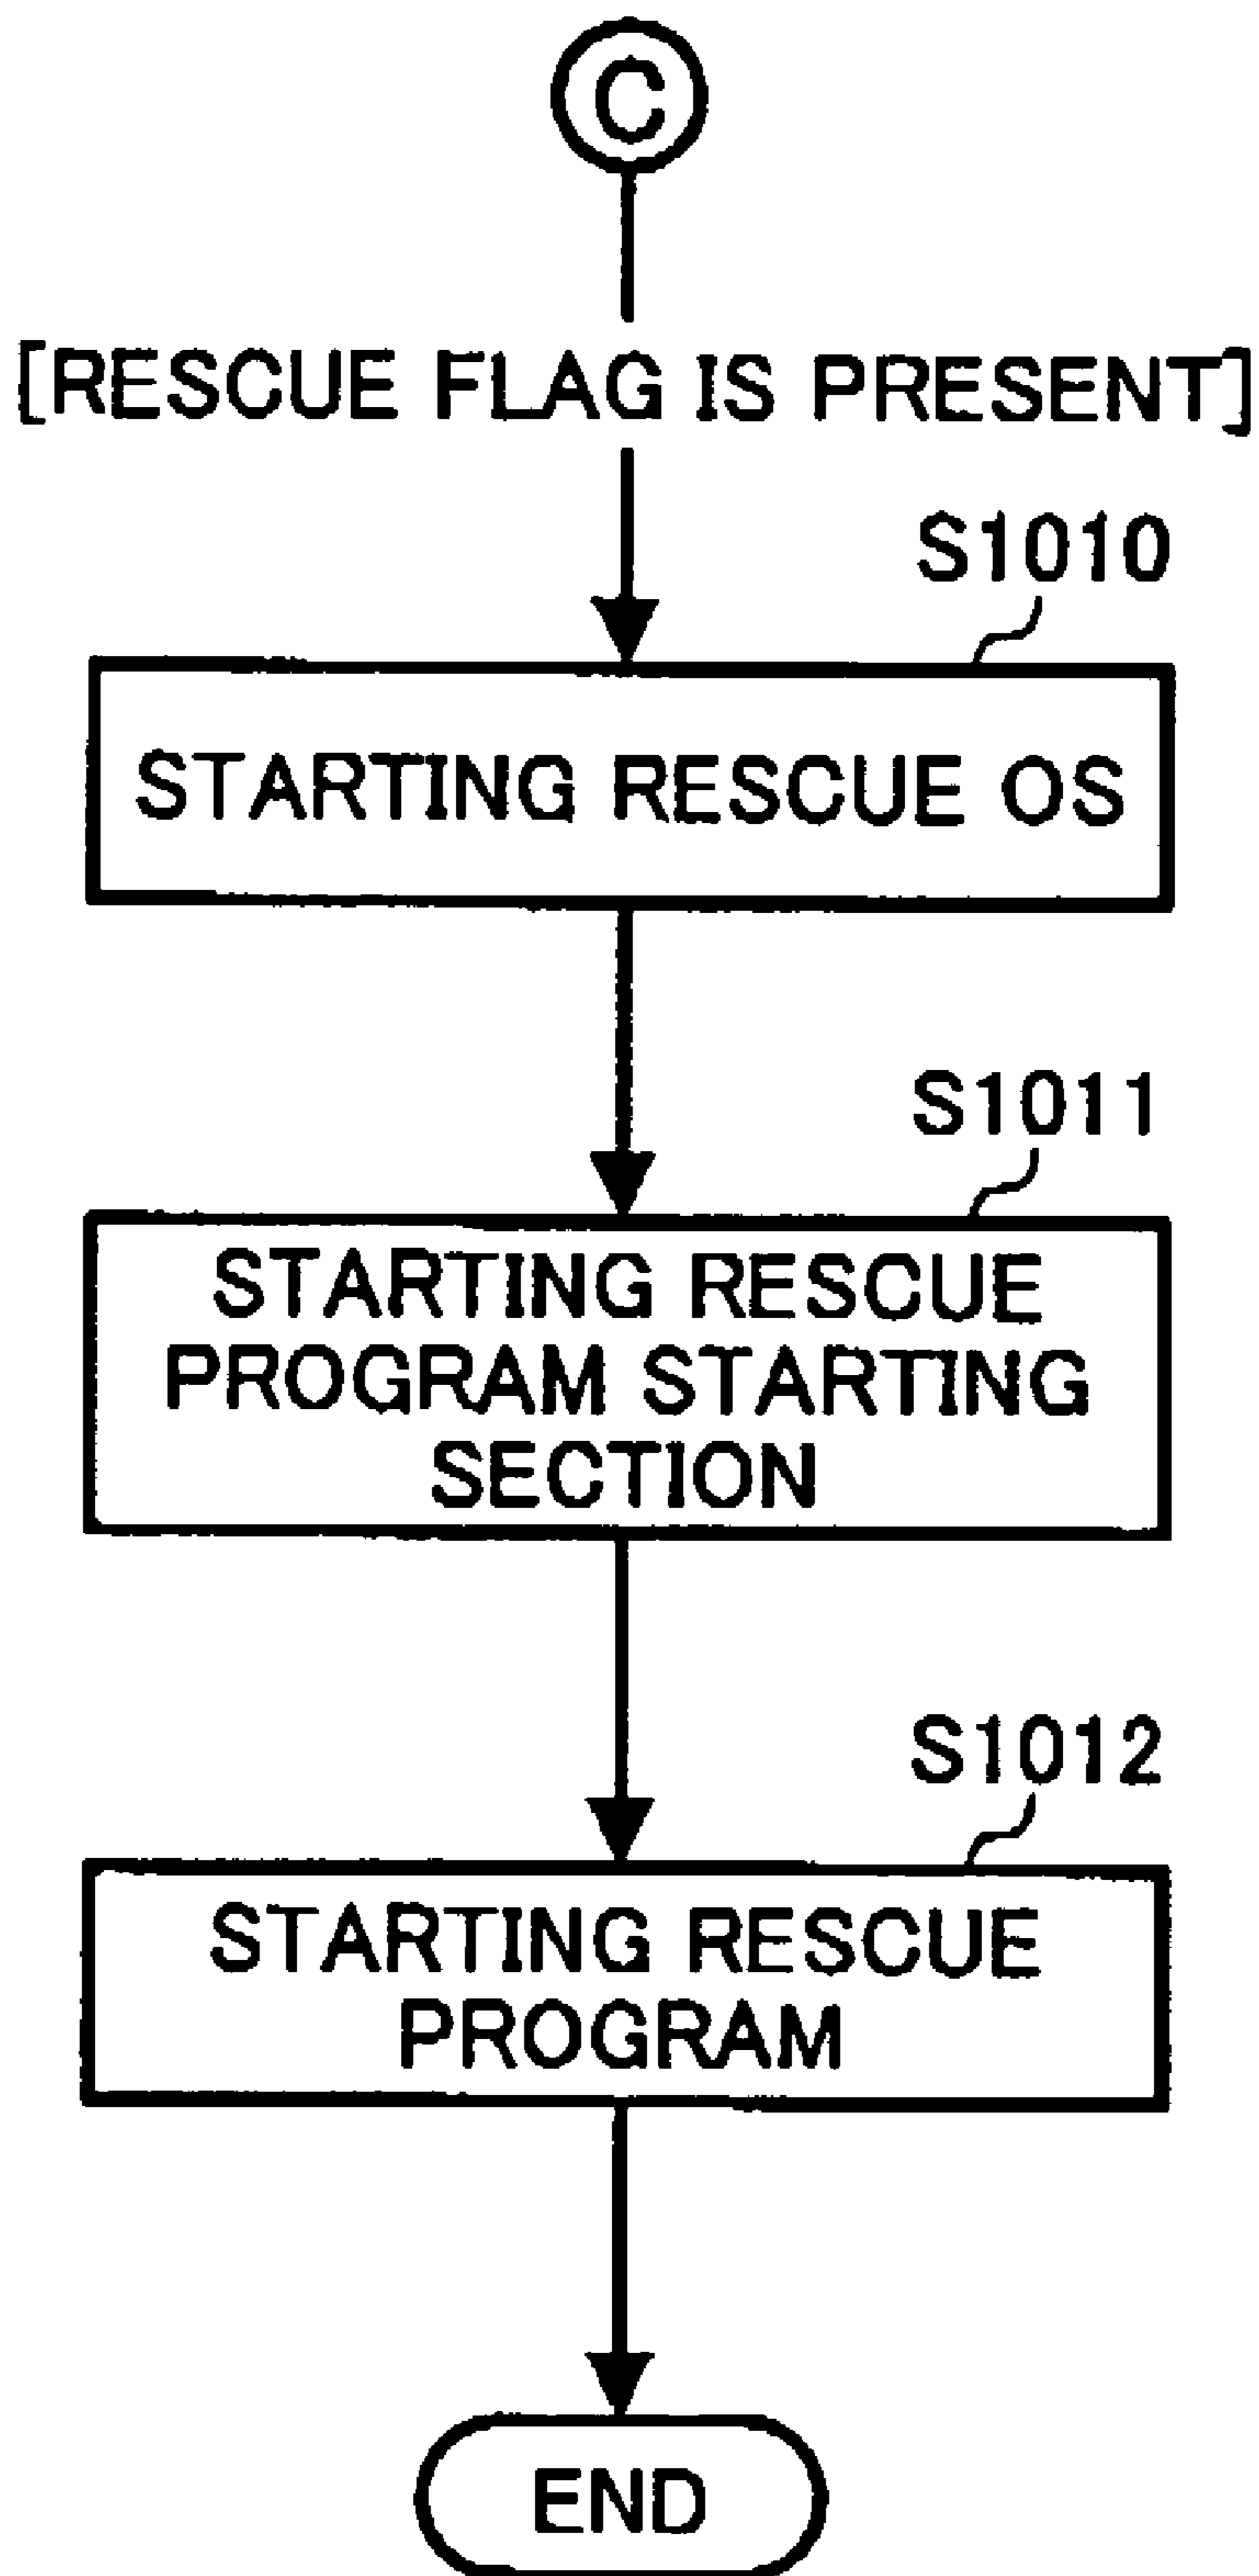 C
[RESCUE FLAG IS PRESENT]
S1010
STARTING RESCUE OS
S1011
STARTING RESCUE
PROGRAM STARTING
SECTION
S1012
STARTING RESCUE
PROGRAM
END